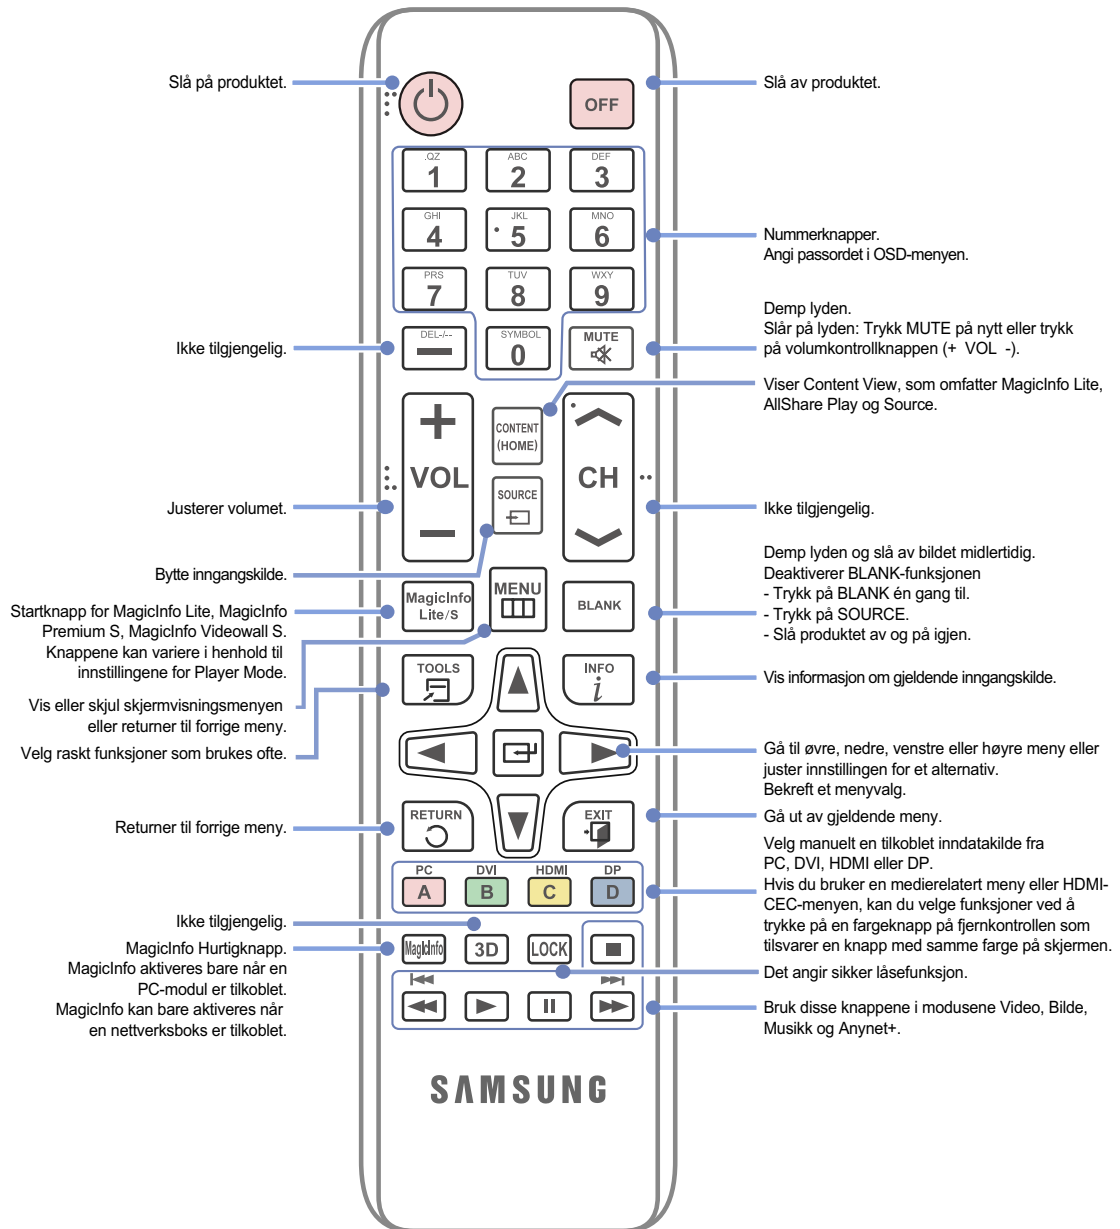 Slå på produktet.
OFF
Slå av produktet.
.QZ
1
ABC
2
DEF
3
GHI
4
JKL
5
MNO
6
Nummerknapper.
Angi passordet i OSD-menyen.
PRS
7
TUV
8
WXY
9
Ikke tilgjengelig.
DEL-/--
SYMBOL
0
MUTE
Demp lyden.
Slår på lyden: Trykk MUTE på nytt eller trykk
på volumkontrollknappen (+ VOL -).
Viser Content View, som omfatter MagicInfo Lite,
AllShare Play og Source.
+
VOL
−
CONTENT
(HOME)
SOURCE
CH
Justerer volumet.
Ikke tilgjengelig.
Bytte inngangskilde.
Demp lyden og slå av bildet midlertidig.
Deaktiverer BLANK-funksjonen
- Trykk på BLANK én gang til.
- Trykk på SOURCE.
- Slå produktet av og på igjen.
MagicInfo
Lite/S
MENU
BLANK
Startknapp for MagicInfo Lite, MagicInfo
Premium S, MagicInfo Videowall S.
Knappene kan variere i henhold til
innstillingene for Player Mode.
TOOLS
INFO
i
Vis informasjon om gjeldende inngangskilde.
Vis eller skjul skjermvisningsmenyen
eller returner til forrige meny.
Velg raskt funksjoner som brukes ofte.
Gå til øvre, nedre, venstre eller høyre meny eller
juster innstillingen for et alternativ.
Bekreft et menyvalg.
Returner til forrige meny.
RETURN
EXIT
Gå ut av gjeldende meny.
PC
A
DVI
B
HDMI
C
DP
D
Velg manuelt en tilkoblet inndatakilde fra
PC, DVI, HDMI eller DP.
Hvis du bruker en medierelatert meny eller HDMI-
CEC-menyen, kan du velge funksjoner ved å
trykke på en fargeknapp på fjernkontrollen som
tilsvarer en knapp med samme farge på skjermen.
Ikke tilgjengelig.
MagicInfo Hurtigknapp.
MagicInfo aktiveres bare når en
PC-modul er tilkoblet.
MagicInfo kan bare aktiveres når
en nettverksboks er tilkoblet.
MagicInfo
3D
LOCK
Det angir sikker låsefunksjon.
Bruk disse knappene i modusene Video, Bilde,
Musikk og Anynet+.
SAMSUNG